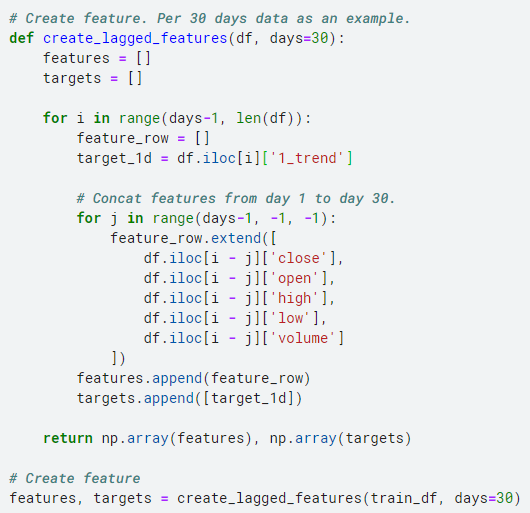 # Create feature. Per 30 days data as an example.
def create_lagged_features(df, days=30):
    features = []
    targets = []

    for i in range(days-1, len(df)):
        feature_row = []
        target_1d = df.iloc[i]['1_trend']

        # Concat features from day 1 to day 30.
        for j in range(days-1, -1, -1):
            feature_row.extend([
                df.iloc[i - j]['close'],
                df.iloc[i - j]['open'],
                df.iloc[i - j]['high'],
                df.iloc[i - j]['low'],
                df.iloc[i - j]['volume']
            ])
        features.append(feature_row)
        targets.append([target_1d])

    return np.array(features), np.array(targets)

# Create feature
features, targets = create_lagged_features(train_df, days=30)